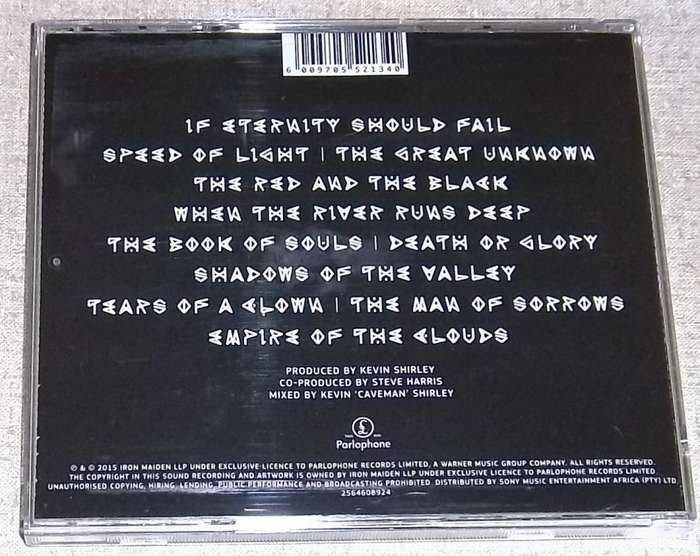 6 009705 521340
IF ETERNITY SHOULD FAIL
SPEED OF LIGHT | THE GREAT UNKNOWN
THE RED AND THE BLACK
WHEN THE RIVER RUNS DEEP
THE BOOK OF SOULS | DEATH OR GLORY
SHADOWS OF THE VALLEY
TEARS OF A CLOWN | THE MAN OF SORROWS
EMPIRE OF THE CLOUDS
PRODUCED BY KEVIN SHIRLEY
CO-PRODUCED BY STEVE HARRIS
MIXED BY KEVIN 'CAVEMAN' SHIRLEY
£
Parlophone
℗ & © 2015 IRON MAIDEN LLP UNDER EXCLUSIVE LICENCE TO PARLOPHONE RECORDS LIMITED, A WARNER MUSIC GROUP COMPANY. ALL RIGHTS RESERVED.
THE COPYRIGHT IN THIS SOUND RECORDING AND ARTWORK IS OWNED BY IRON MAIDEN LLP UNDER EXCLUSIVE LICENCE TO PARLOPHONE RECORDS LIMITED.
UNAUTHORISED COPYING, HIRING, LENDING, PUBLIC PERFORMANCE AND BROADCASTING PROHIBITED. DISTRIBUTED BY SONY MUSIC ENTERTAINMENT AFRICA (PTY) LTD.
2564608924